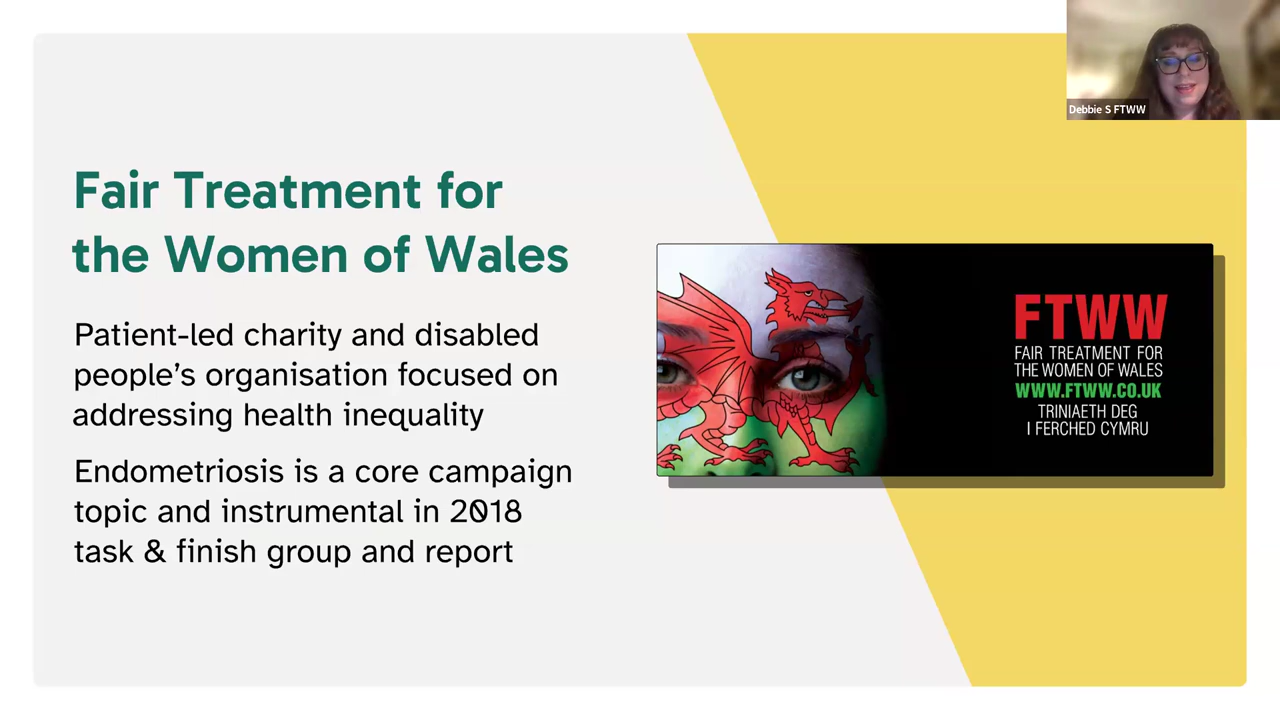 Debbie S FTWW
Fair Treatment for
the Women of Wales
Patient-led charity and disabled
people’s organisation focused on
addressing health inequality
Endometriosis is a core campaign
topic and instrumental in 2018
task & finish group and report
FTWW
FAIR TREATMENT FOR
THE WOMEN OF WALES
WWW.FTWW.CO.UK
TRINIAETH DEG
I FERCHED CYMRU